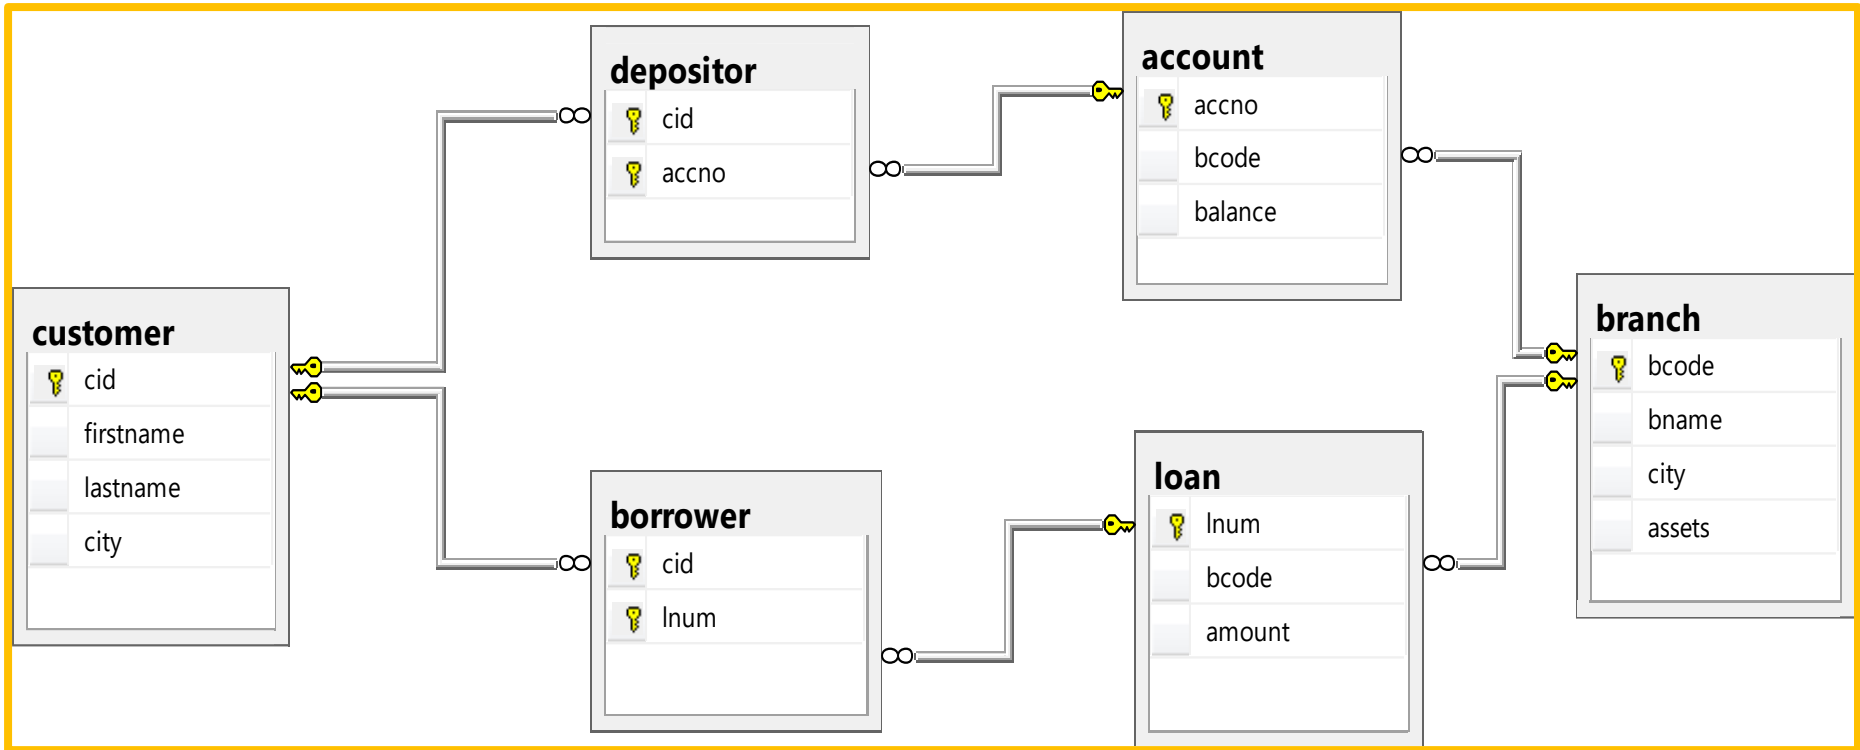 depositor
cid
accno
account
accno
bcode
balance
customer
cid
firstname
lastname
city
branch
bcode
bname
city
assets
borrower
cid
lnum
loan
lnum
bcode
amount